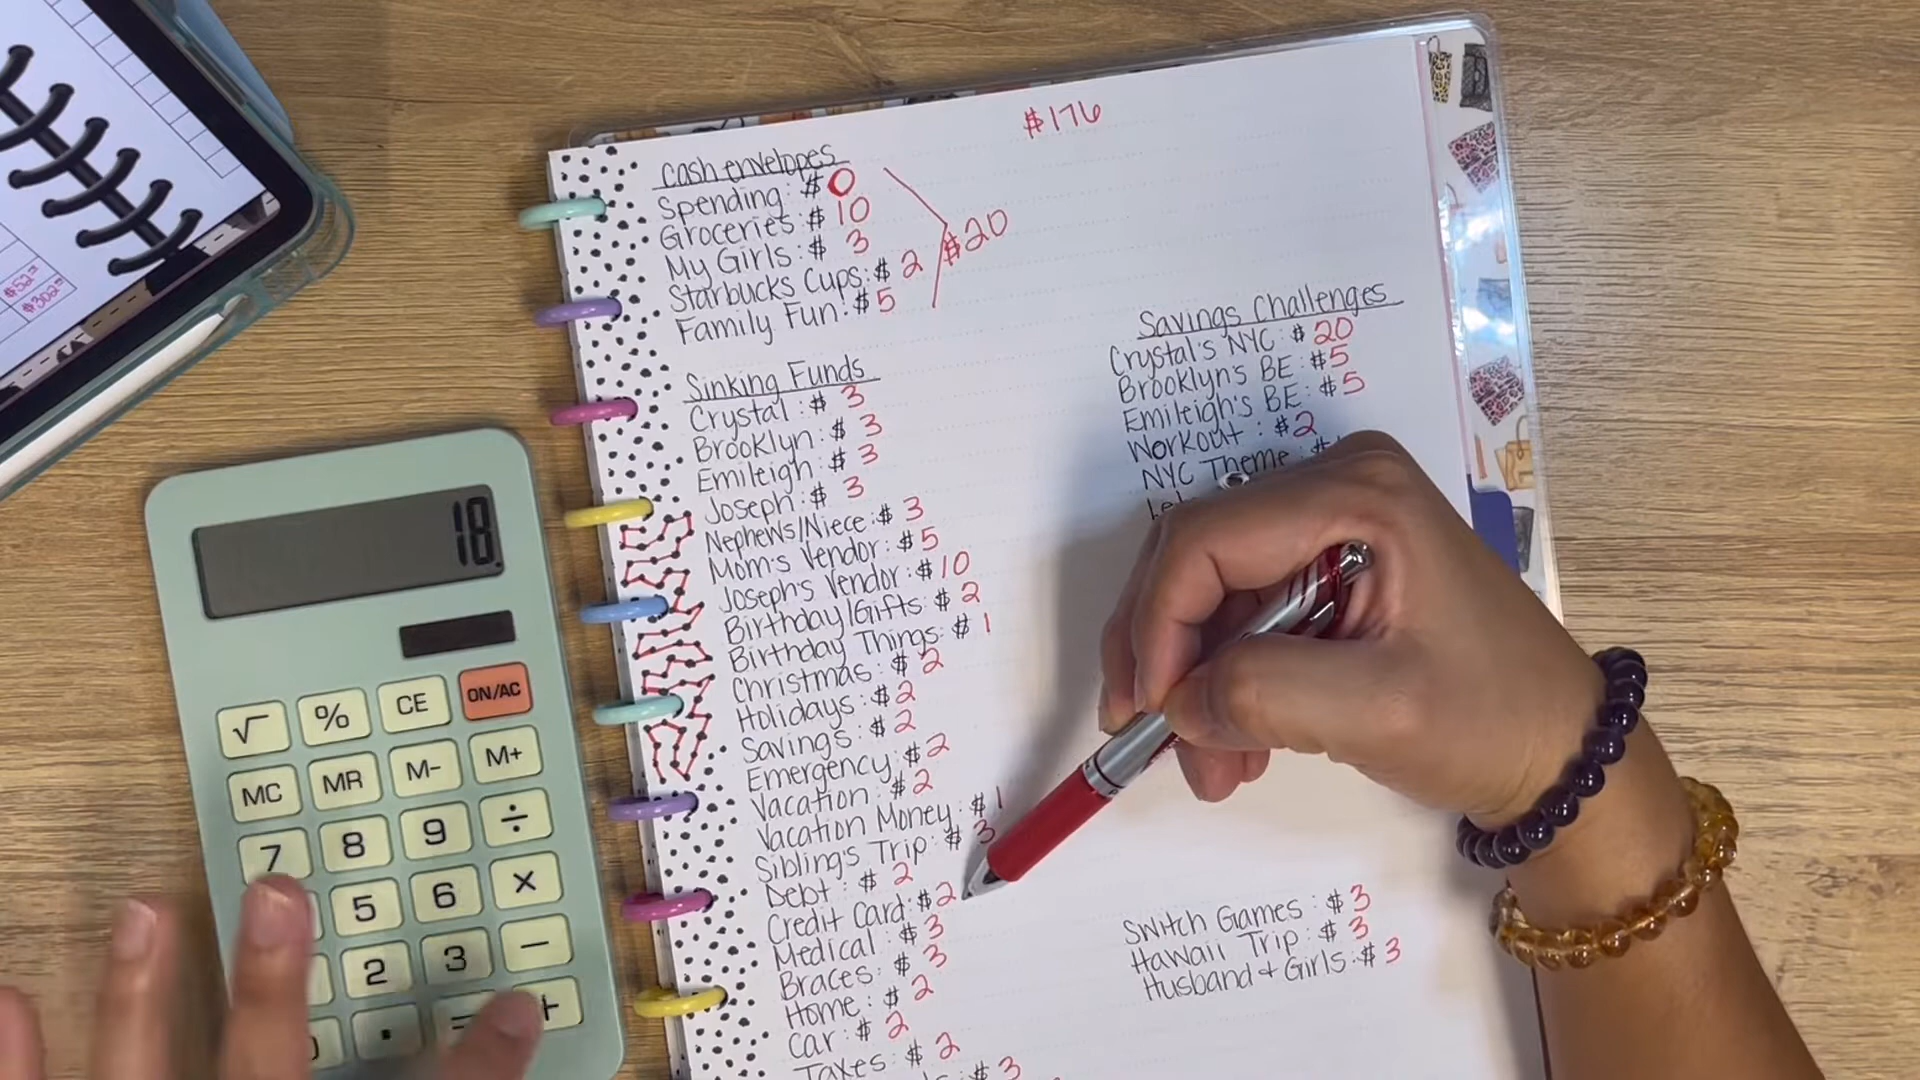 $176
Cash envelopes
Spending: $0
Groceries $10
My Girls: $ 3
Starbucks Cups: $ 2
Family Fun: $5
$20
Sinking Funds
Crystal: $ 3
Brooklyn: $ 3
Emileigh: $ 3
Joseph: $ 3
Nephews/Niece: $ 3
Mom's Vendor: $5
Joseph's Vendor: $10
Birthday/Gifts: $ 2
Birthday Things: $ 1
Christmas: $ 2
Holidays: $ 2
Savings: $ 2
Emergency: $ 2
Vacation: $ 2
Vacation Money: $ 1
Sibling's Trip: $ 3
Debt: $ 2
Credit Card: $2
Medical: $ 3
Braces: $ 3
Home: $ 2
Car: $ 2
Taxes: $ 2
$ 3
Savings Challenges
Crystal's NYC: $ 20
Brooklyn's BE: $5
Emileigh's BE: $5
Workout: $2
NYC Theme: $
Switch Games: $ 3
Hawaii Trip: $ 3
Husband + Girls: $ 3
$52
$302
18.
√ % CE ON/AC
MC MR M- M+
7 8 9 ÷
5 6 ×
2 3 −
. = +